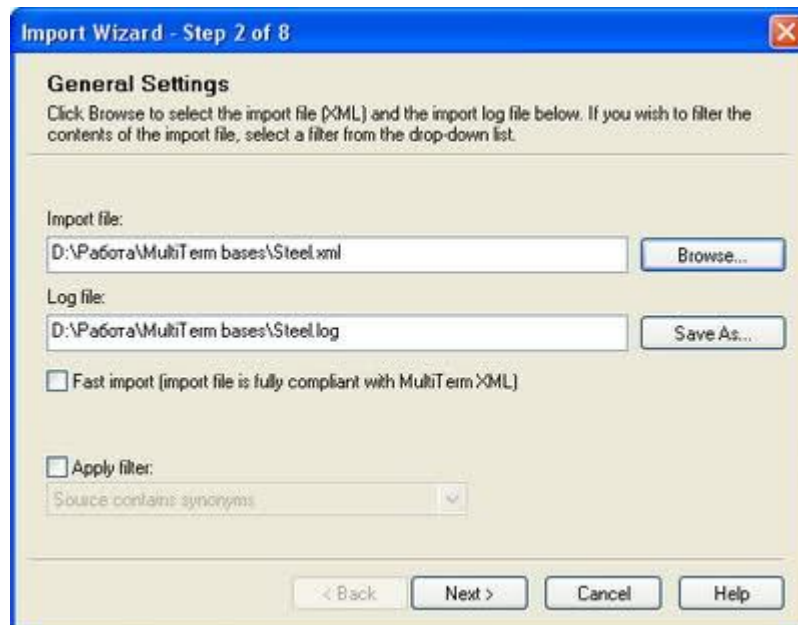 Import Wizard - Step 2 of 8
General Settings
Click Browse to select the import file (XML) and the import log file below. If you wish to filter the
contents of the import file, select a filter from the drop-down list.
Import file:
D:\Работа\MultiTerm bases\Steel.xml
Browse...
Log file:
D:\Работа\MultiTerm bases\Steel.log
Save As...
Fast import (import file is fully compliant with MultiTerm XML)
Apply filter:
Source contains synonyms
< Back
Next >
Cancel
Help